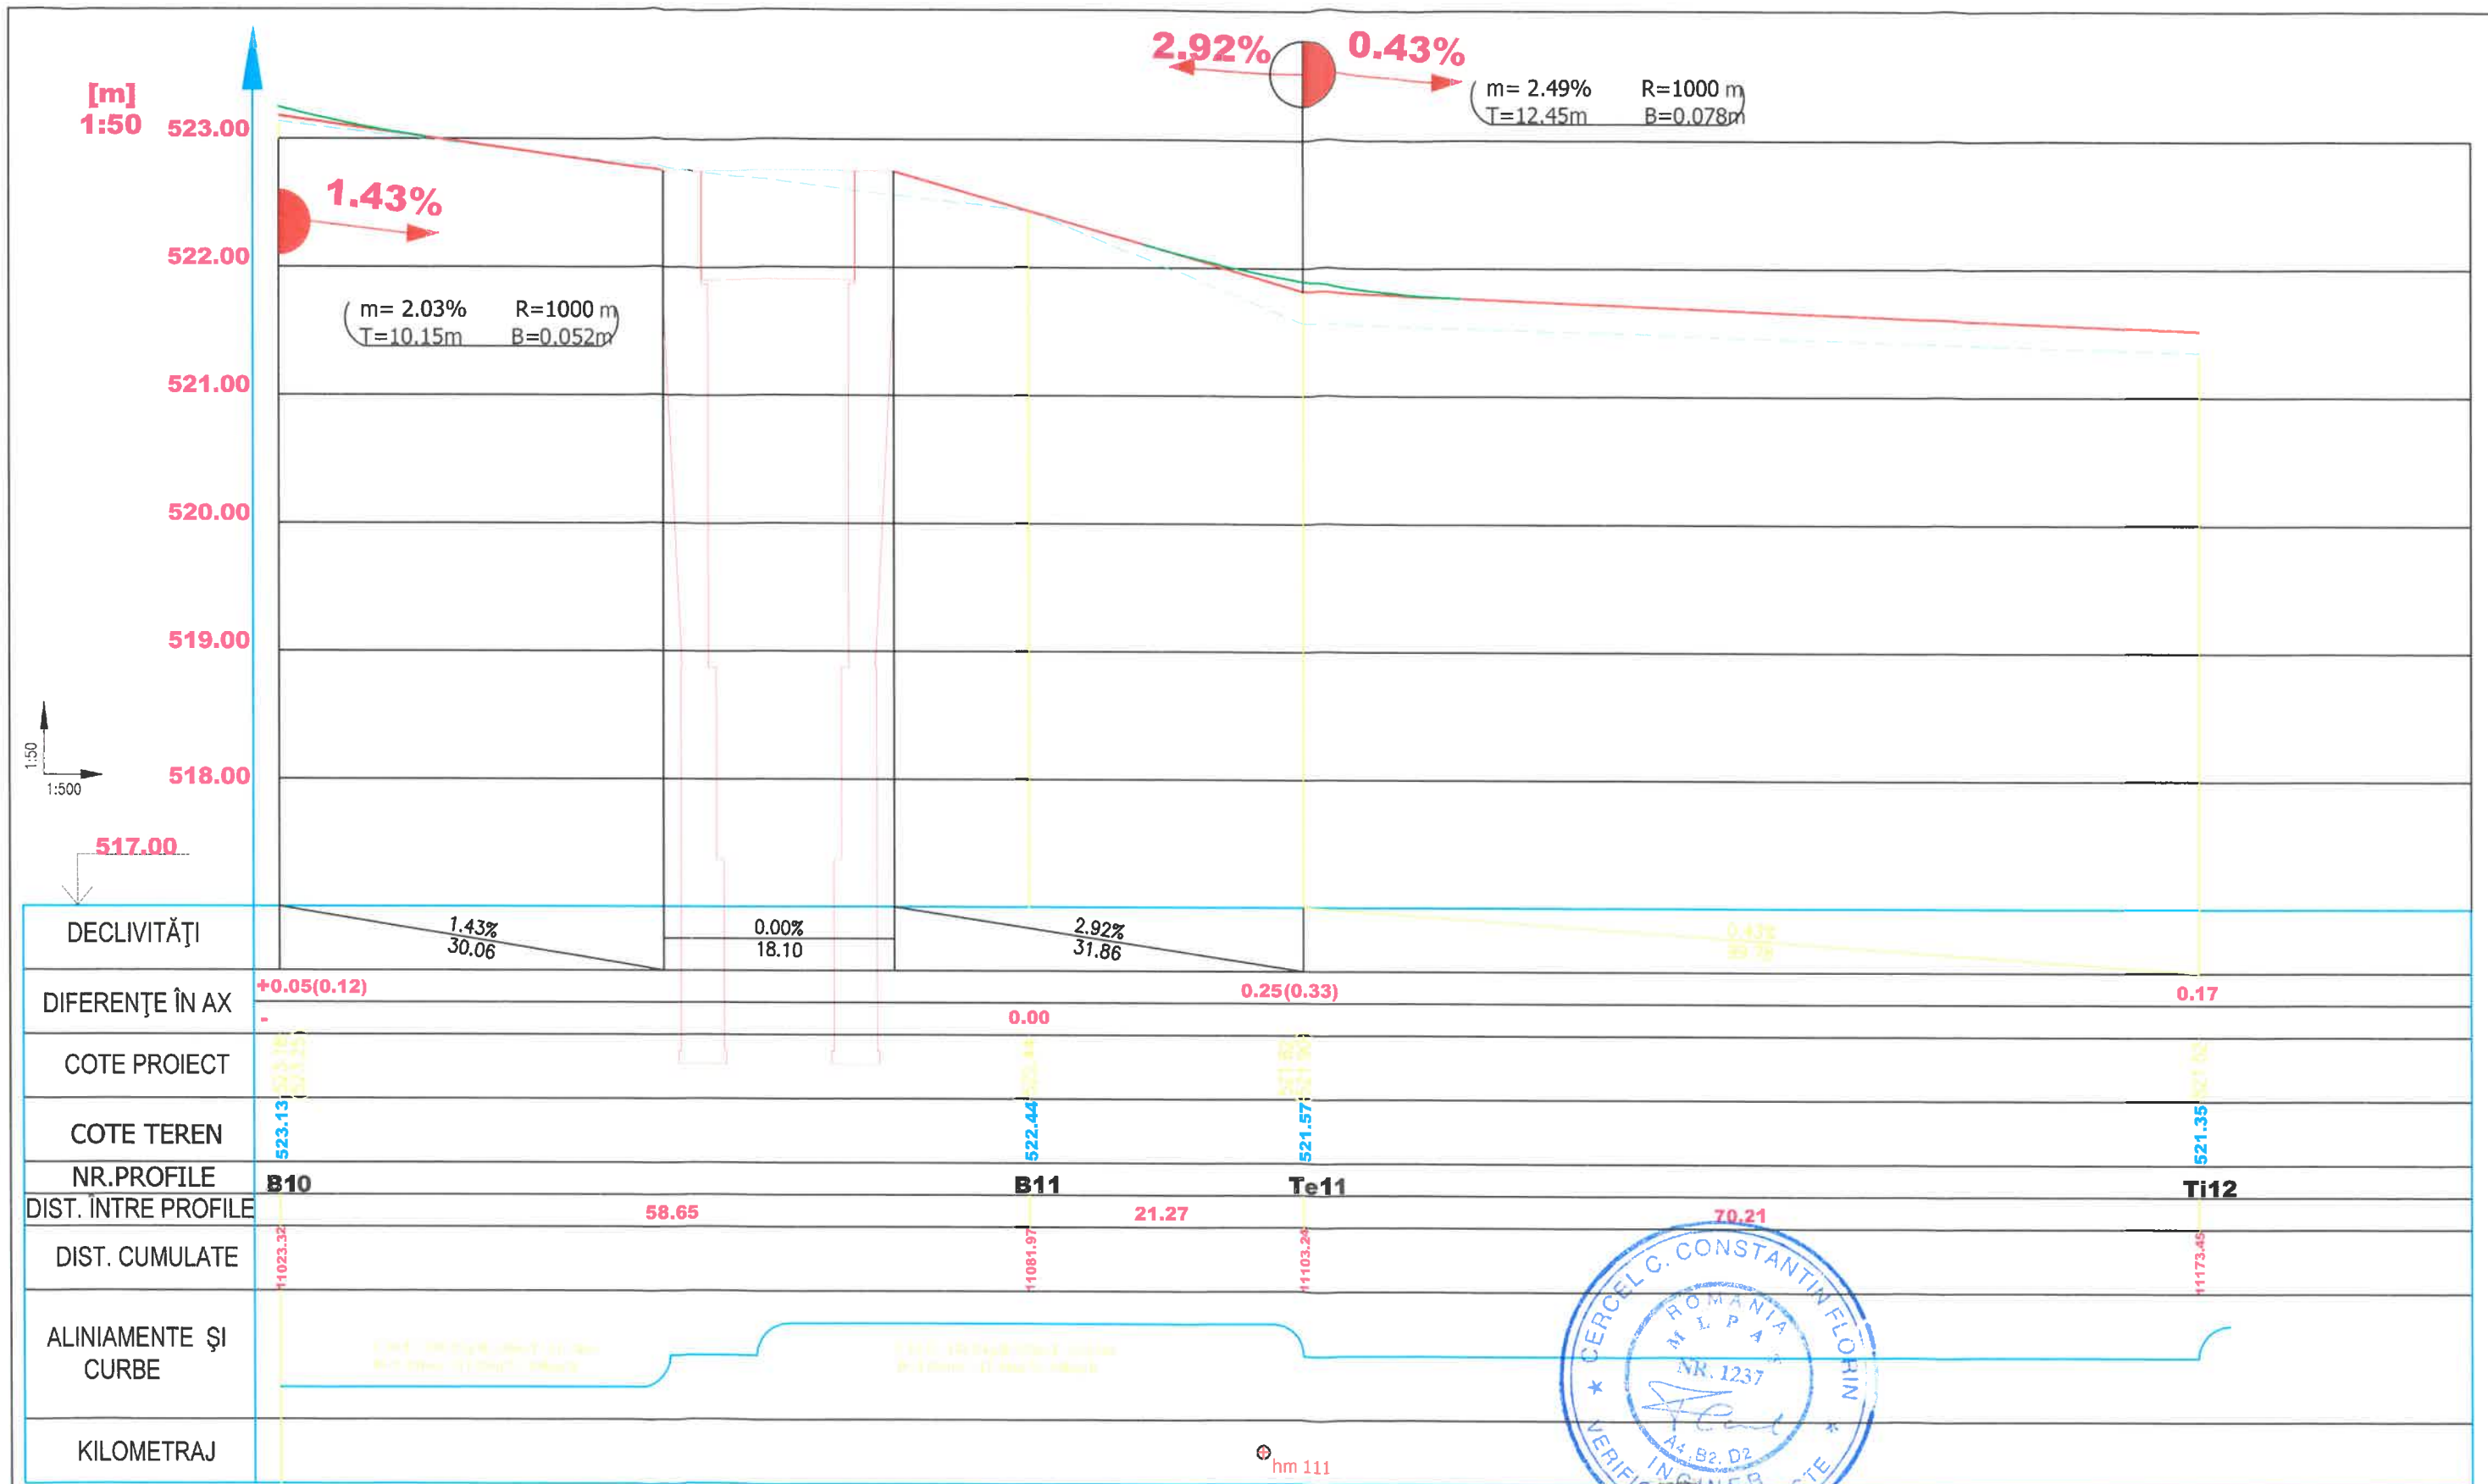 2.92% 0.43%
m= 2.49% R=1000 m
T=12.45m B=0.078m
[m]
1:50
523.00
1.43%
522.00
m= 2.03% R=1000 m
T=10.15m B=0.052m
521.00
520.00
519.00
1:50
1:500
518.00
517.00
DECLIVITĂŢI
1.43%
30.06
0.00%
18.10
2.92%
31.86
0.43%
DIFERENŢE ÎN AX
+0.05(0.12) 0.25(0.33) 0.17
- 0.00
COTE PROIECT
COTE TEREN 523.13 522.44 521.57 521.35
NR.PROFILE B10 B11 Te11 Ti12
DIST. ÎNTRE PROFILE 58.65 21.27 70.21
DIST. CUMULATE 11023.32 11081.97 11103.24 11173.45
ALINIAMENTE ŞI
CURBE
KILOMETRAJ
hm 111
CERCEL C. CONSTANTIN FLORIN
ROMANIA
NR. 1237
A4, B2, D2